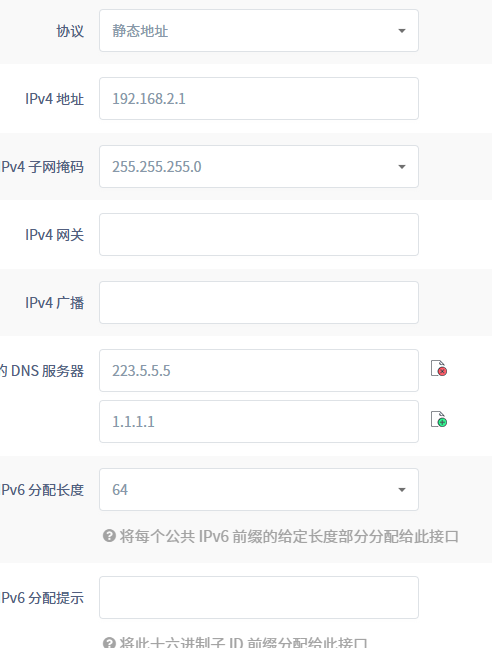 协议 静态地址
IPv4 地址 192.168.2.1
IPv4 子网掩码 255.255.255.0
IPv4 网关
IPv4 广播
的 DNS 服务器 223.5.5.5
1.1.1.1
IPv6 分配长度 64
将每个公共 IPv6 前缀的给定长度部分分配给此接口
IPv6 分配提示
将此十六进制子 ID 前缀分配给此接口